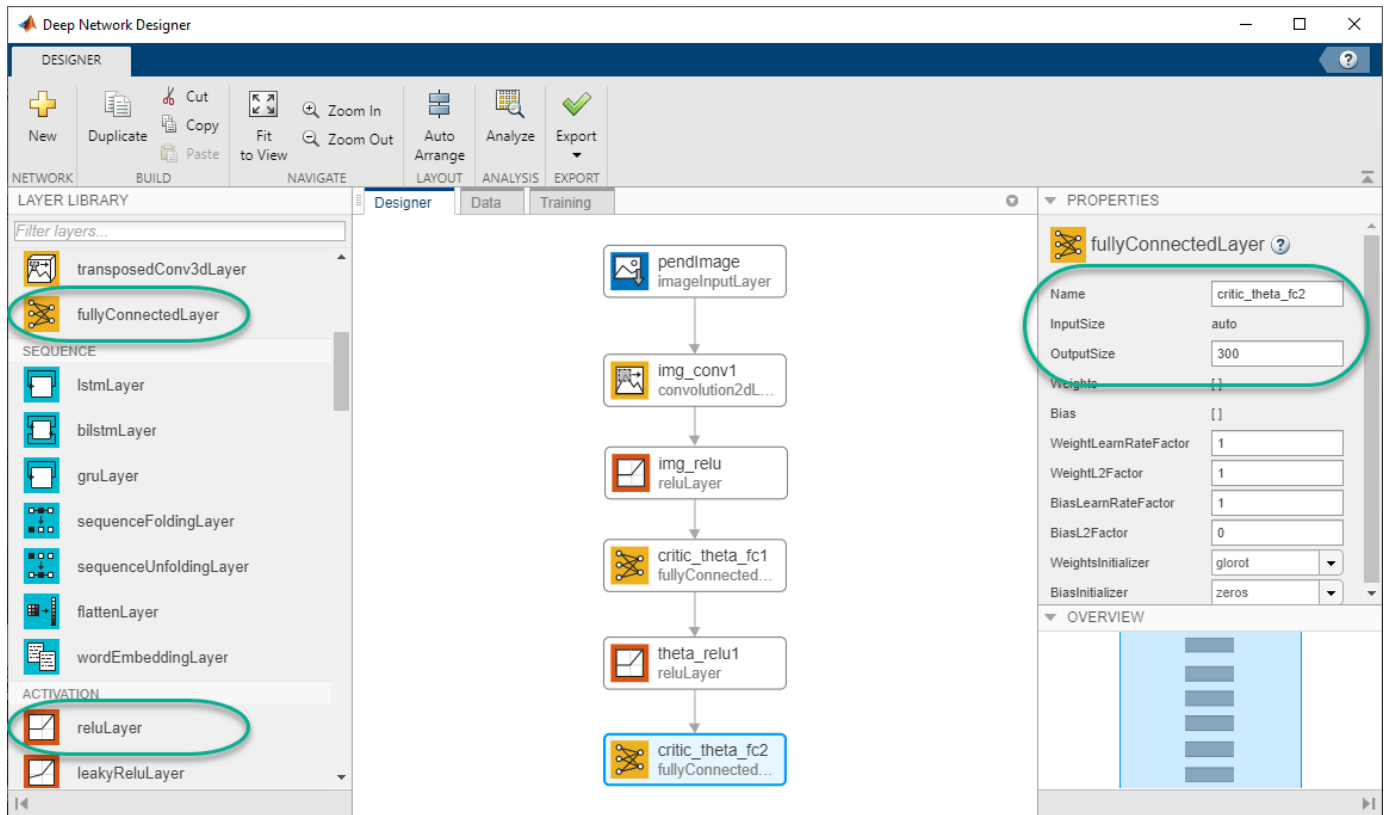 Deep Network Designer
DESIGNER
New
Duplicate
Cut
Copy
Paste
Fit
to View
Zoom In
Zoom Out
Auto
Arrange
Analyze
Export
NETWORK
BUILD
NAVIGATE
LAYOUT
ANALYSIS
EXPORT
LAYER LIBRARY
Filter layers...
transposedConv3dLayer
fullyConnectedLayer
SEQUENCE
lstmLayer
bilstmLayer
gruLayer
sequenceFoldingLayer
sequenceUnfoldingLayer
flattenLayer
wordEmbeddingLayer
ACTIVATION
reluLayer
leakyReluLayer
Designer
Data
Training
pendImage
imageInputLayer
img_conv1
convolution2dL...
img_relu
reluLayer
critic_theta_fc1
fullyConnected...
theta_relu1
reluLayer
critic_theta_fc2
fullyConnected...
PROPERTIES
fullyConnectedLayer ?
Name critic_theta_fc2
InputSize auto
OutputSize 300
Weights [ ]
Bias [ ]
WeightLearnRateFactor 1
WeightL2Factor 1
BiasLearnRateFactor 1
BiasL2Factor 0
WeightsInitializer glorot
BiasInitializer zeros
OVERVIEW